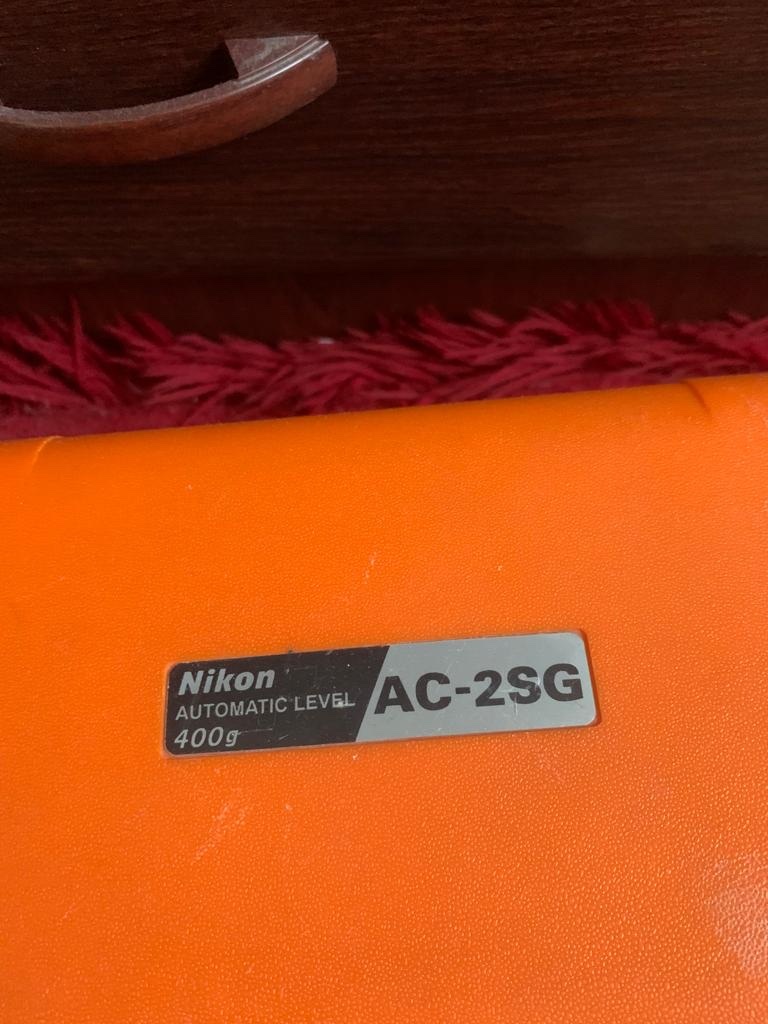 Nikon
AUTOMATIC LEVEL
400g
AC-2SG